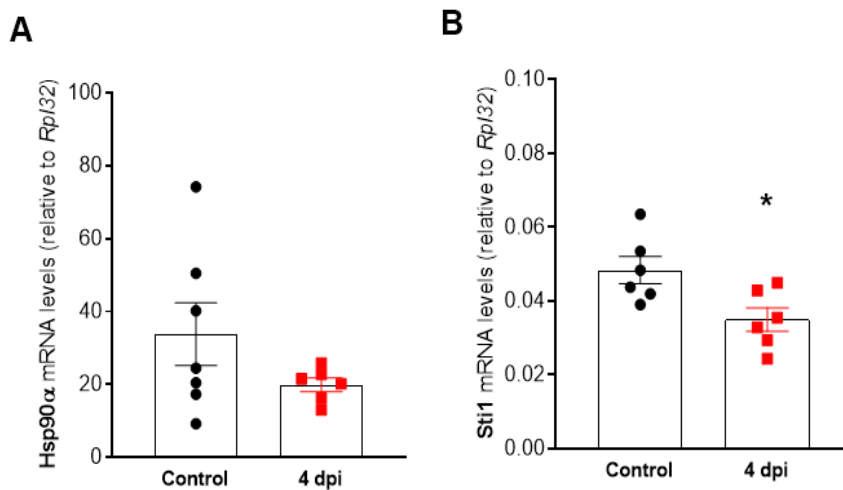 A
Hsp90α mRNA levels (relative to Rpl32)
100
80
60
40
20
0
Control
4 dpi
B
Sti1 mRNA levels (relative to Rpl32)
0.10
0.08
0.06
0.04
0.02
0.00
*
Control
4 dpi